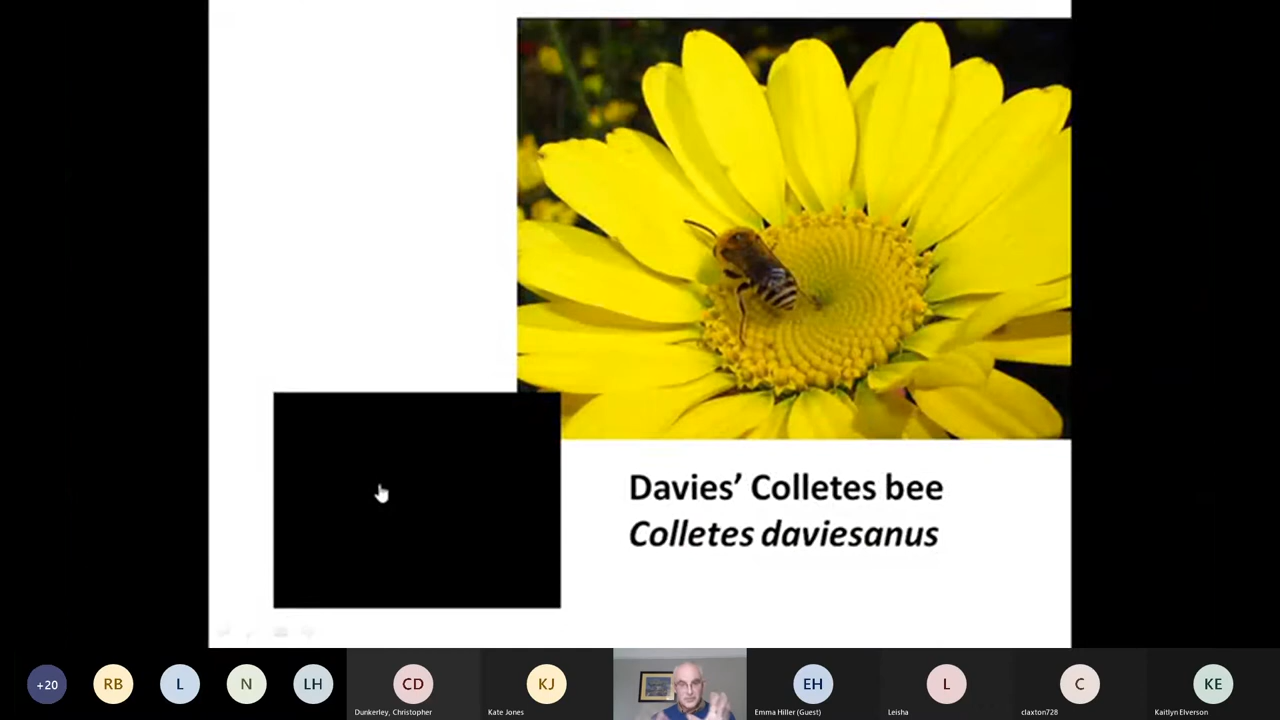 Davies' Colletes bee
Colletes daviesanus
+20
RB
L
N
LH
CD
Dunkerley, Christopher
KJ
Kate Jones
EH
Emma Hiller (Guest)
L
Leisha
C
claxton728
KE
Kaitlyn Elverson